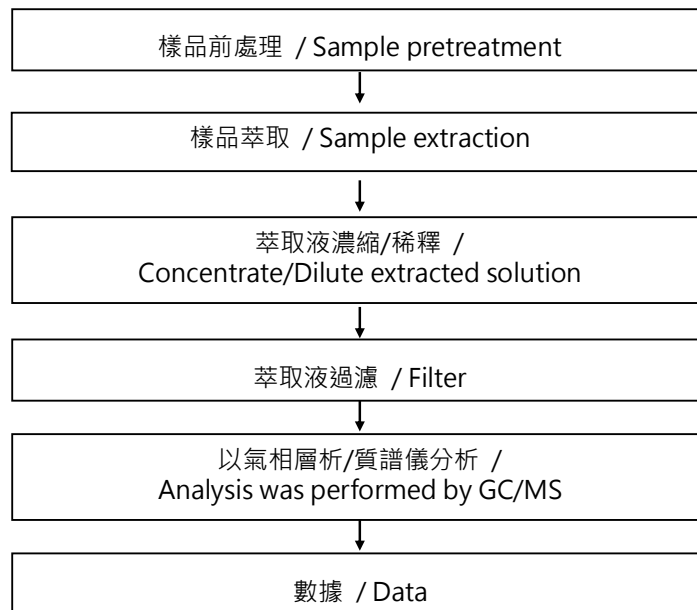 樣品前處理 / Sample pretreatment
樣品萃取 / Sample extraction
萃取液濃縮/稀釋 /
Concentrate/Dilute extracted solution
萃取液過濾 / Filter
以氣相層析/質譜儀分析 /
Analysis was performed by GC/MS
數據 / Data